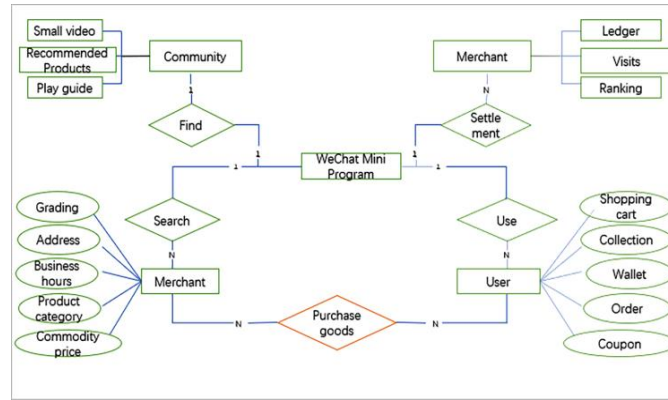 Small video
Recommended
Products
Play guide
Community
Merchant
Ledger
Visits
Ranking
1
N
Find
Settle
ment
1
1
WeChat Mini
Program
1
1
Grading
Address
Business
hours
Product
category
Commodity
price
Search
N
Merchant
Use
N
User
Shopping
cart
Collection
Wallet
Order
Coupon
N
Purchase
goods
N